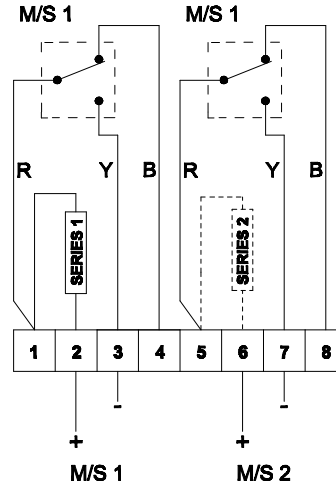 M/S 1 M/S 1
R Y B R Y B
SERIES 1 SERIES 2
1 2 3 4 5 6 7 8
- -
+ +
M/S 1 M/S 2